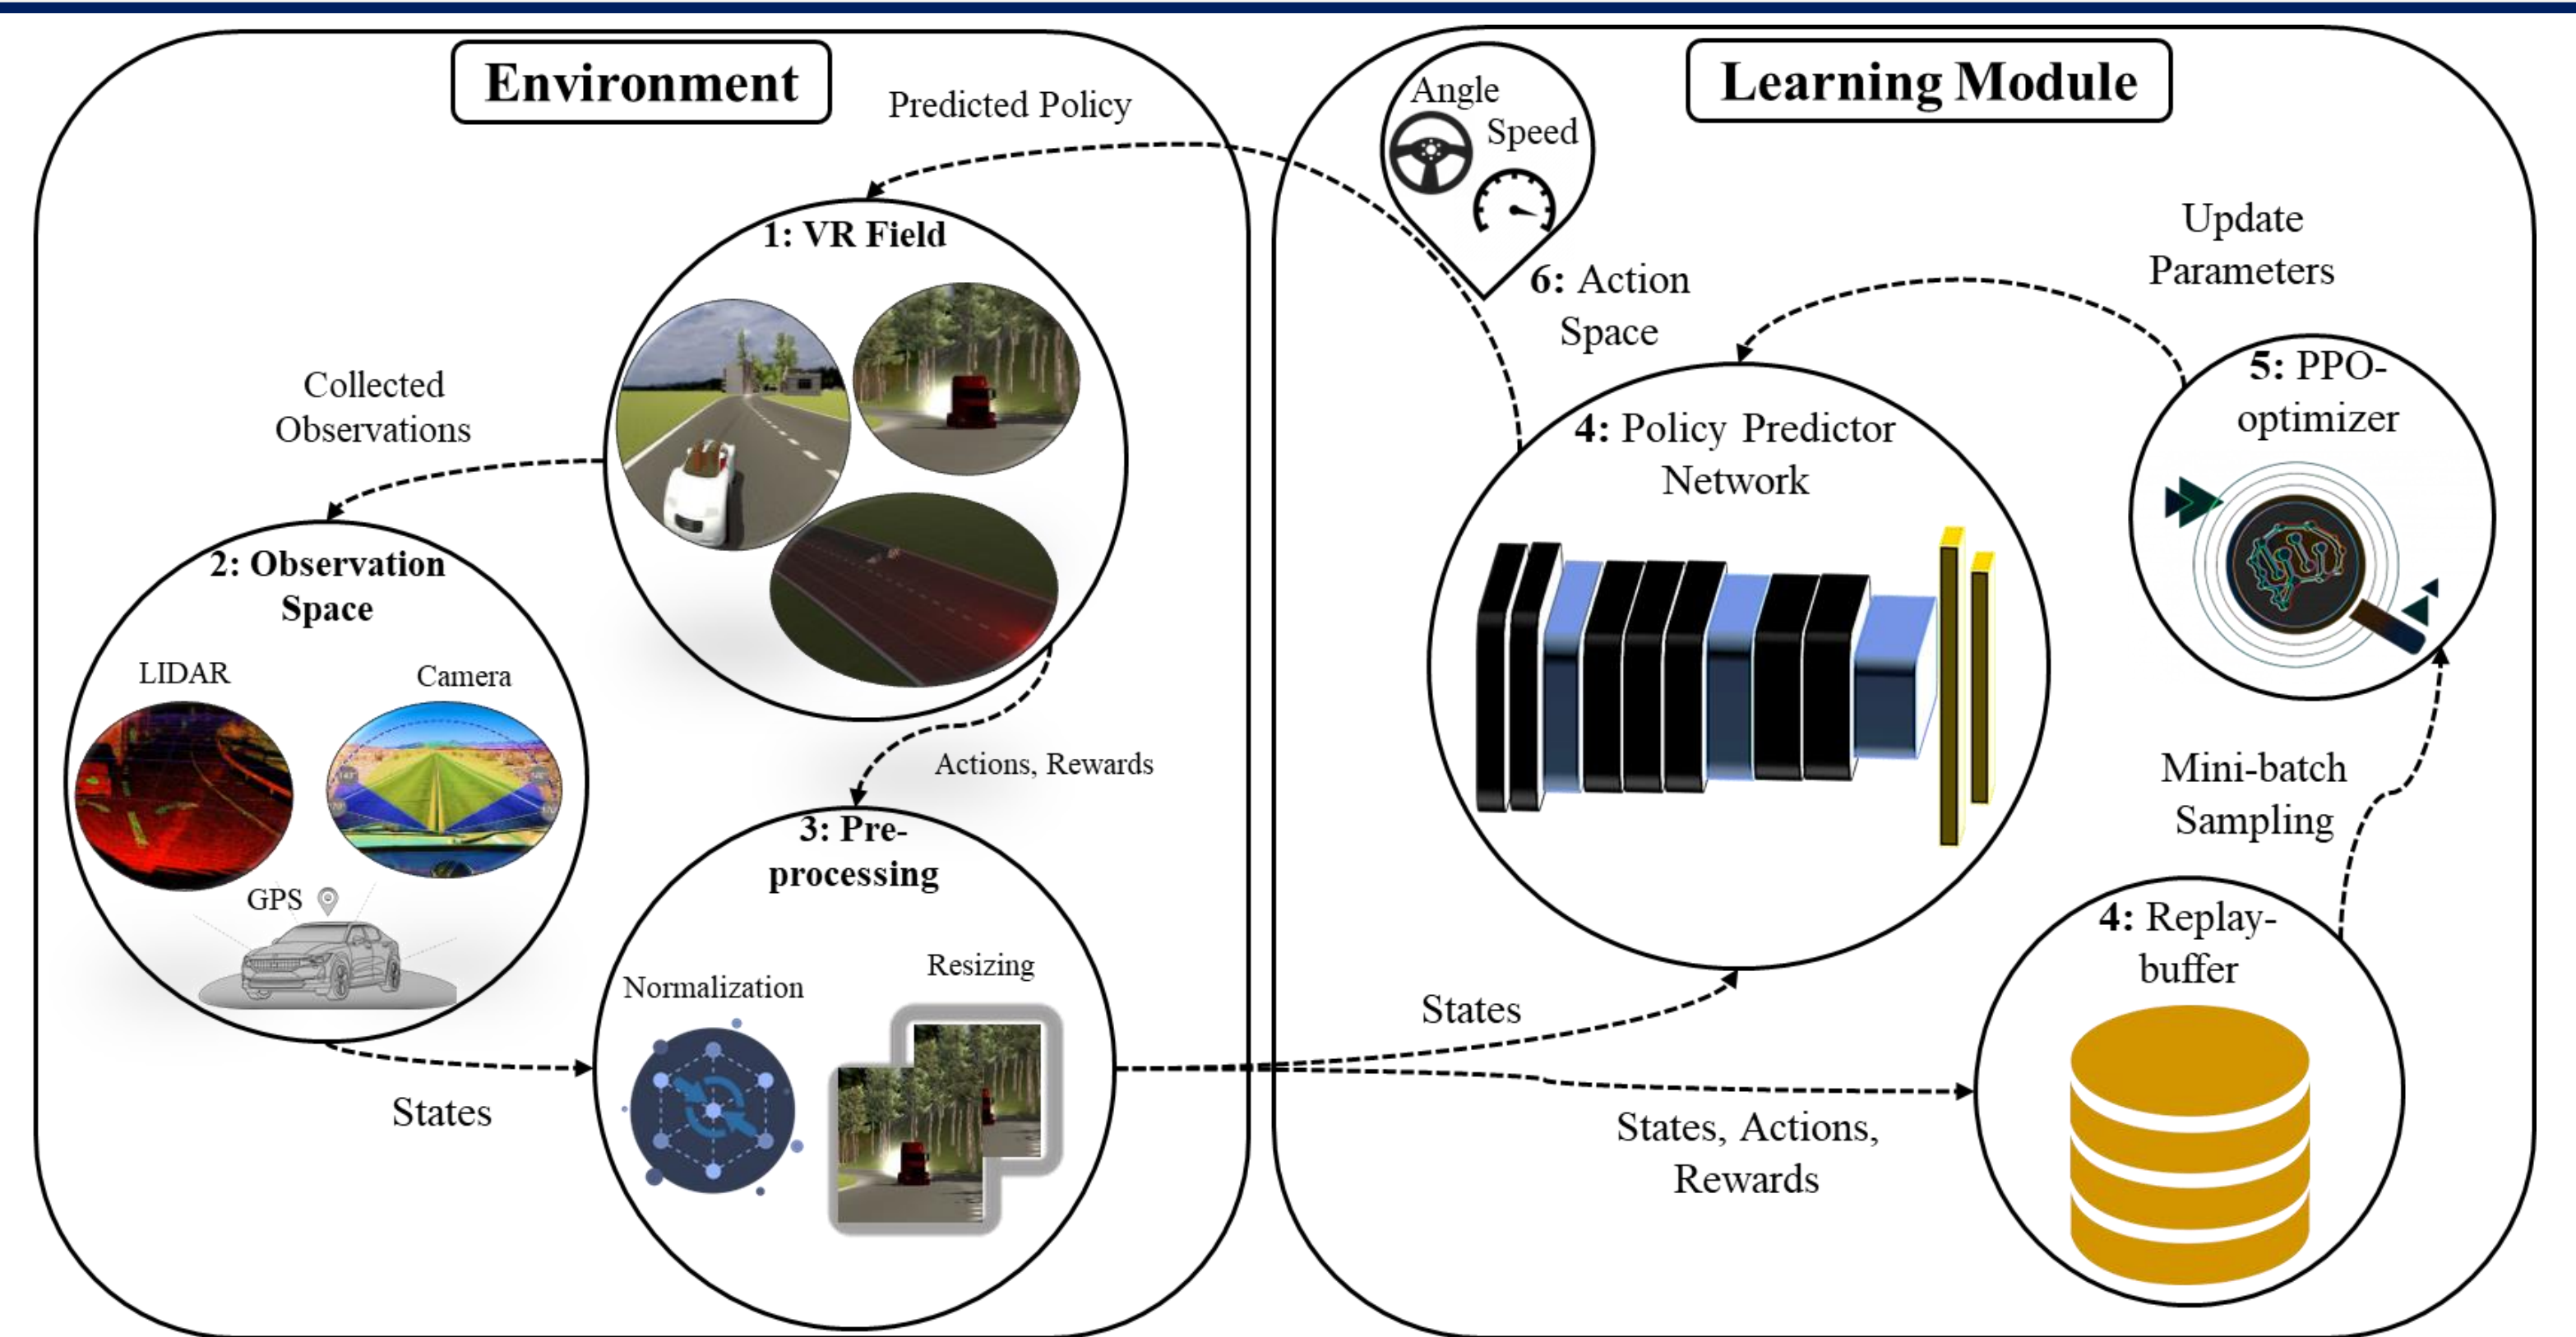 Environment
Predicted Policy
1: VR Field
Collected
Observations
2: Observation
Space
LIDAR
Camera
GPS
Actions, Rewards
3: Pre-
processing
Normalization
Resizing
States
Learning Module
Angle
Speed
6: Action
Space
Update
Parameters
5: PPO-
optimizer
4: Policy Predictor
Network
Mini-batch
Sampling
4: Replay-
buffer
States
States, Actions,
Rewards